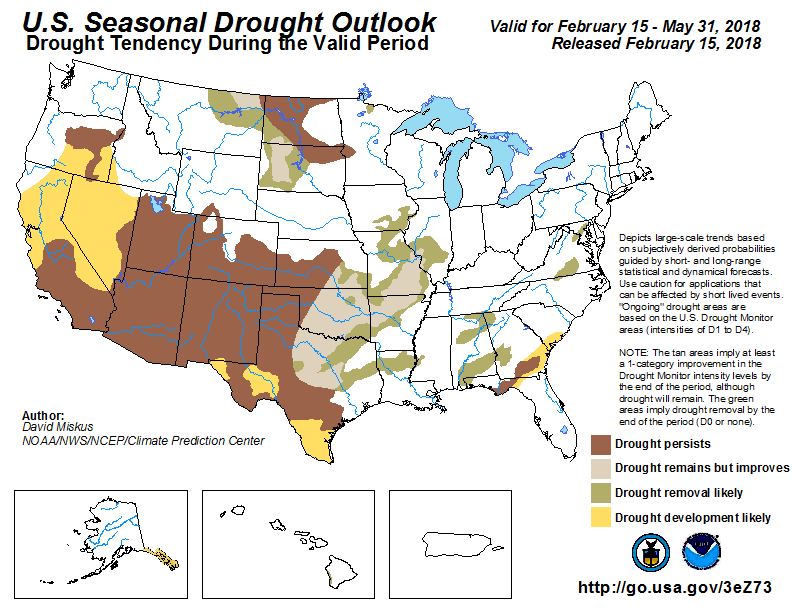 U.S. Seasonal Drought Outlook
Drought Tendency During the Valid Period
Valid for February 15 - May 31, 2018
Released February 15, 2018
Depicts large-scale trends based
on subjectively derived probabilities
guided by short- and long-range
statistical and dynamical forecasts.
Use caution for applications that
can be affected by short lived events.
"Ongoing" drought areas are
based on the U.S. Drought Monitor
areas (intensities of D1 to D4).
NOTE: The tan areas imply at least
a 1-category improvement in the
Drought Monitor intensity levels by
the end of the period, although
drought will remain. The green
areas imply drought removal by the
end of the period (D0 or none).
Author:
David Miskus
NOAA/NWS/NCEP/Climate Prediction Center
Drought persists
Drought remains but improves
Drought removal likely
Drought development likely
http://go.usa.gov/3eZ73